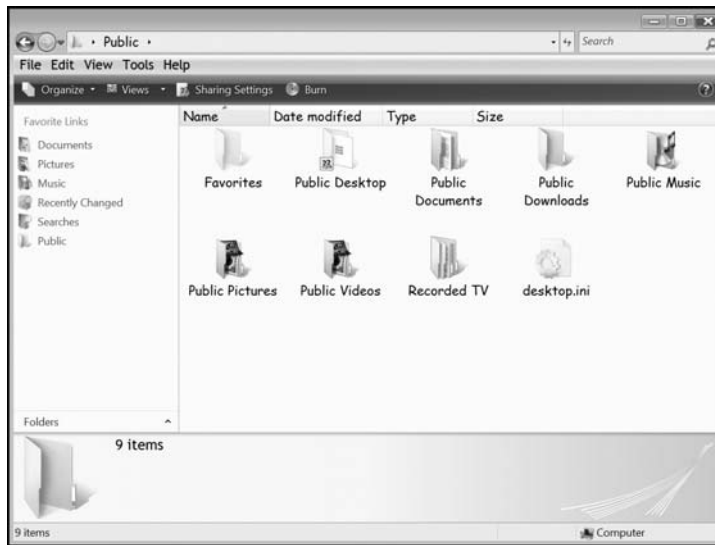 Public
Search
File Edit View Tools Help
Organize Views Sharing Settings Burn ?
Favorite Links
Documents
Pictures
Music
Recently Changed
Searches
Public
Folders
Name Date modified Type Size
Favorites
Public Desktop
Public Documents
Public Downloads
Public Music
Public Pictures
Public Videos
Recorded TV
desktop.ini
9 items
9 items
Computer